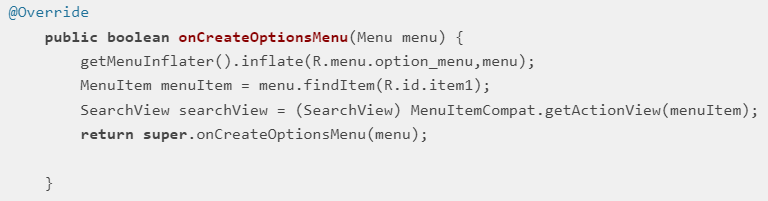 @Override
    public boolean onCreateOptionsMenu(Menu menu) {
        getMenuInflater().inflate(R.menu.option_menu,menu);
        MenuItem menuItem = menu.findItem(R.id.item1);
        SearchView searchView = (SearchView) MenuItemCompat.getActionView(menuItem);
        return super.onCreateOptionsMenu(menu);
    }